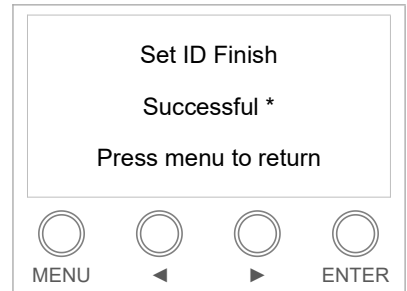 Set ID Finish
Successful *
Press menu to return
MENU ◄ ► ENTER